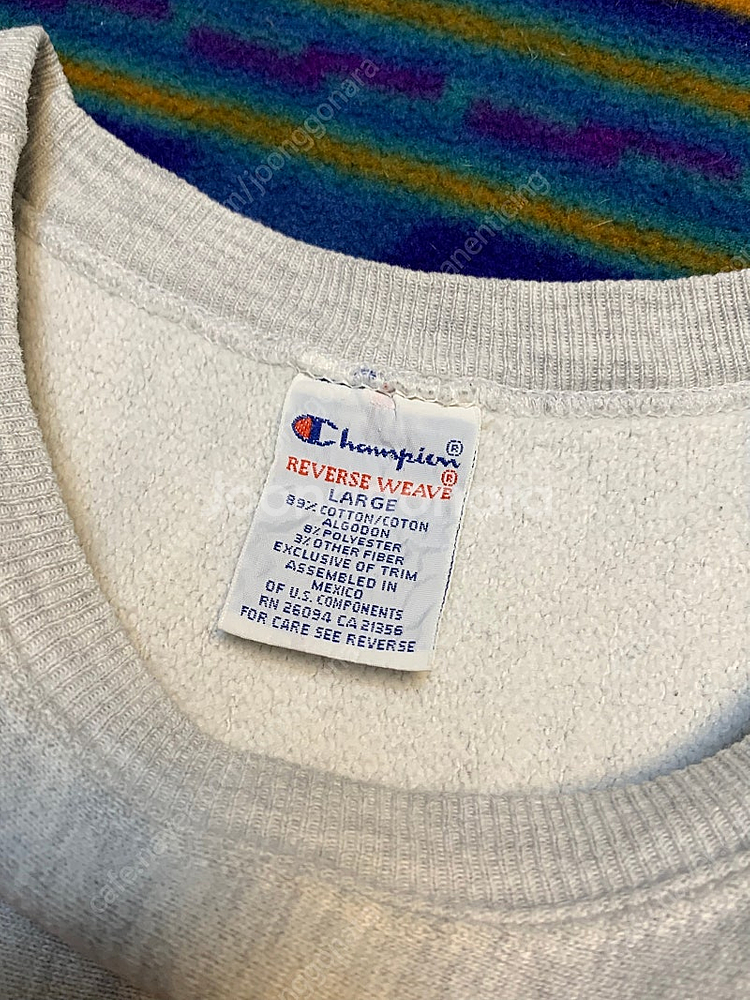 Champion®
REVERSE WEAVE®
LARGE
89% COTTON/COTON
ALGODON
8% POLYESTER
3% OTHER FIBER
EXCLUSIVE OF TRIM
ASSEMBLED IN
MEXICO
OF U.S. COMPONENTS
RN 26094 CA 21356
FOR CARE SEE REVERSE